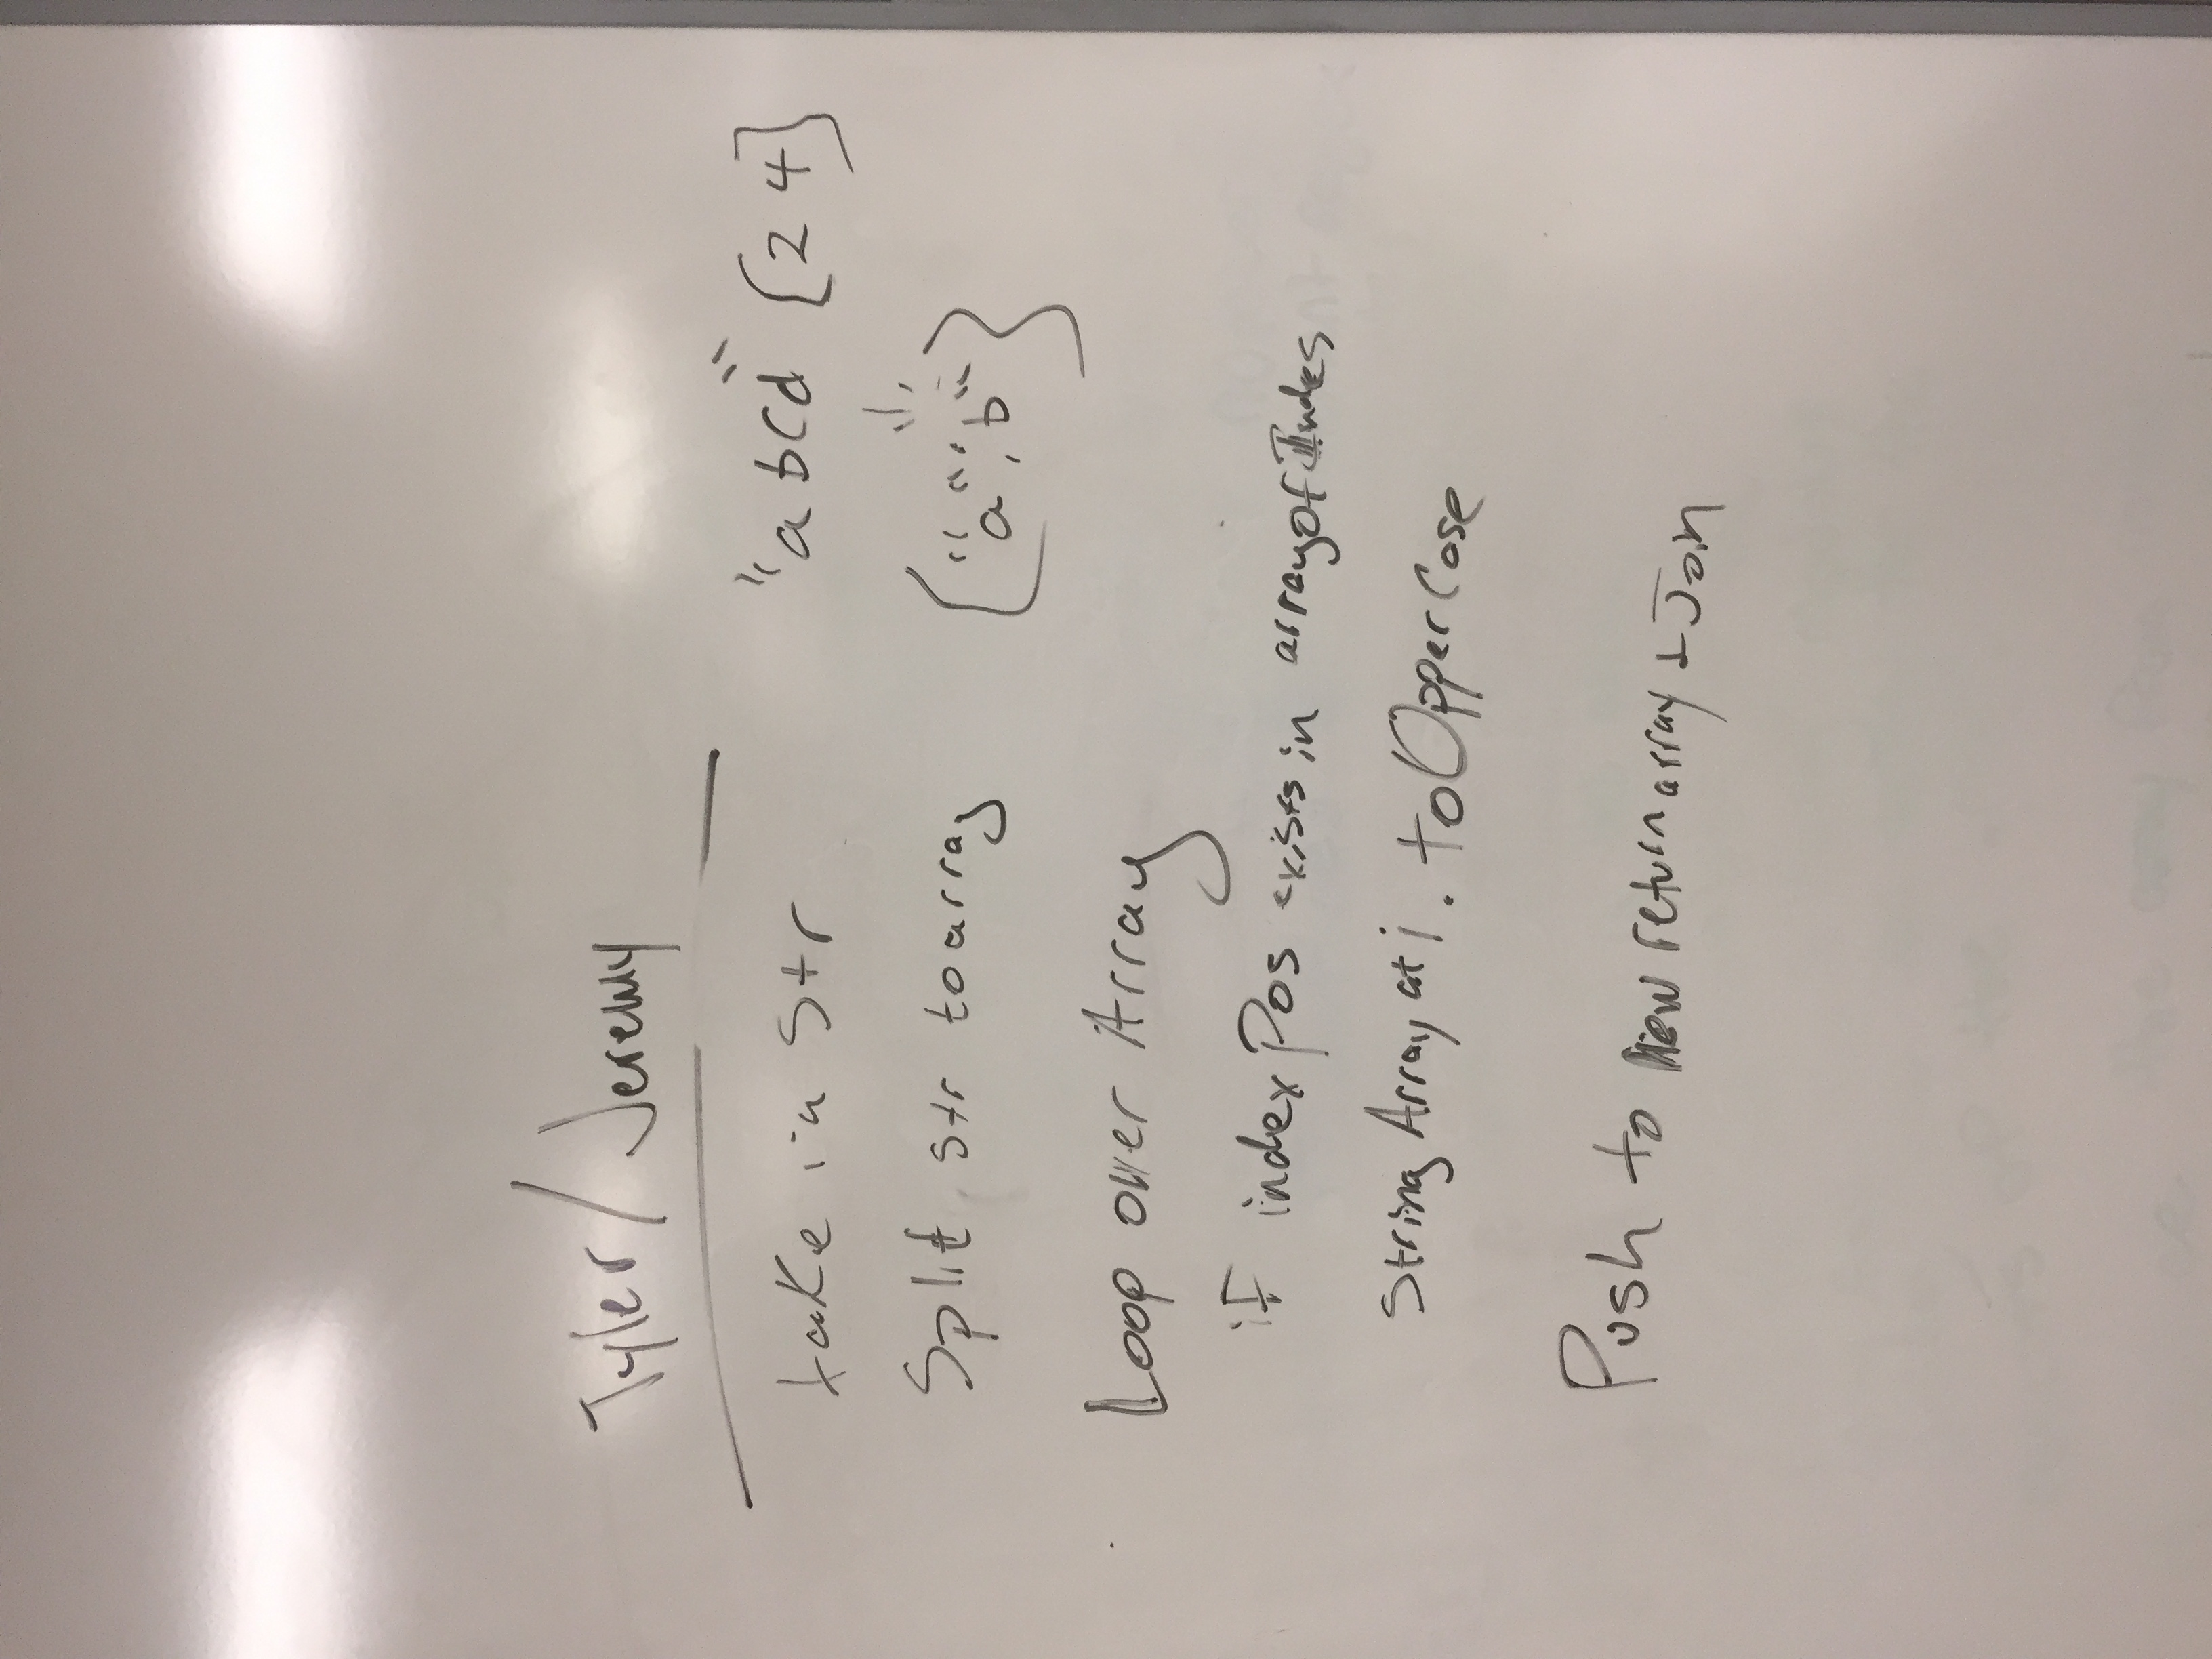 Tyler/Jeremy
take in Str
"abcd" [2 4]
Split str to array
["a", "b"]
Loop over Array
if indexPos exists in arrayofIndes
String Array at i. toUpperCase
Push to New return array + Join